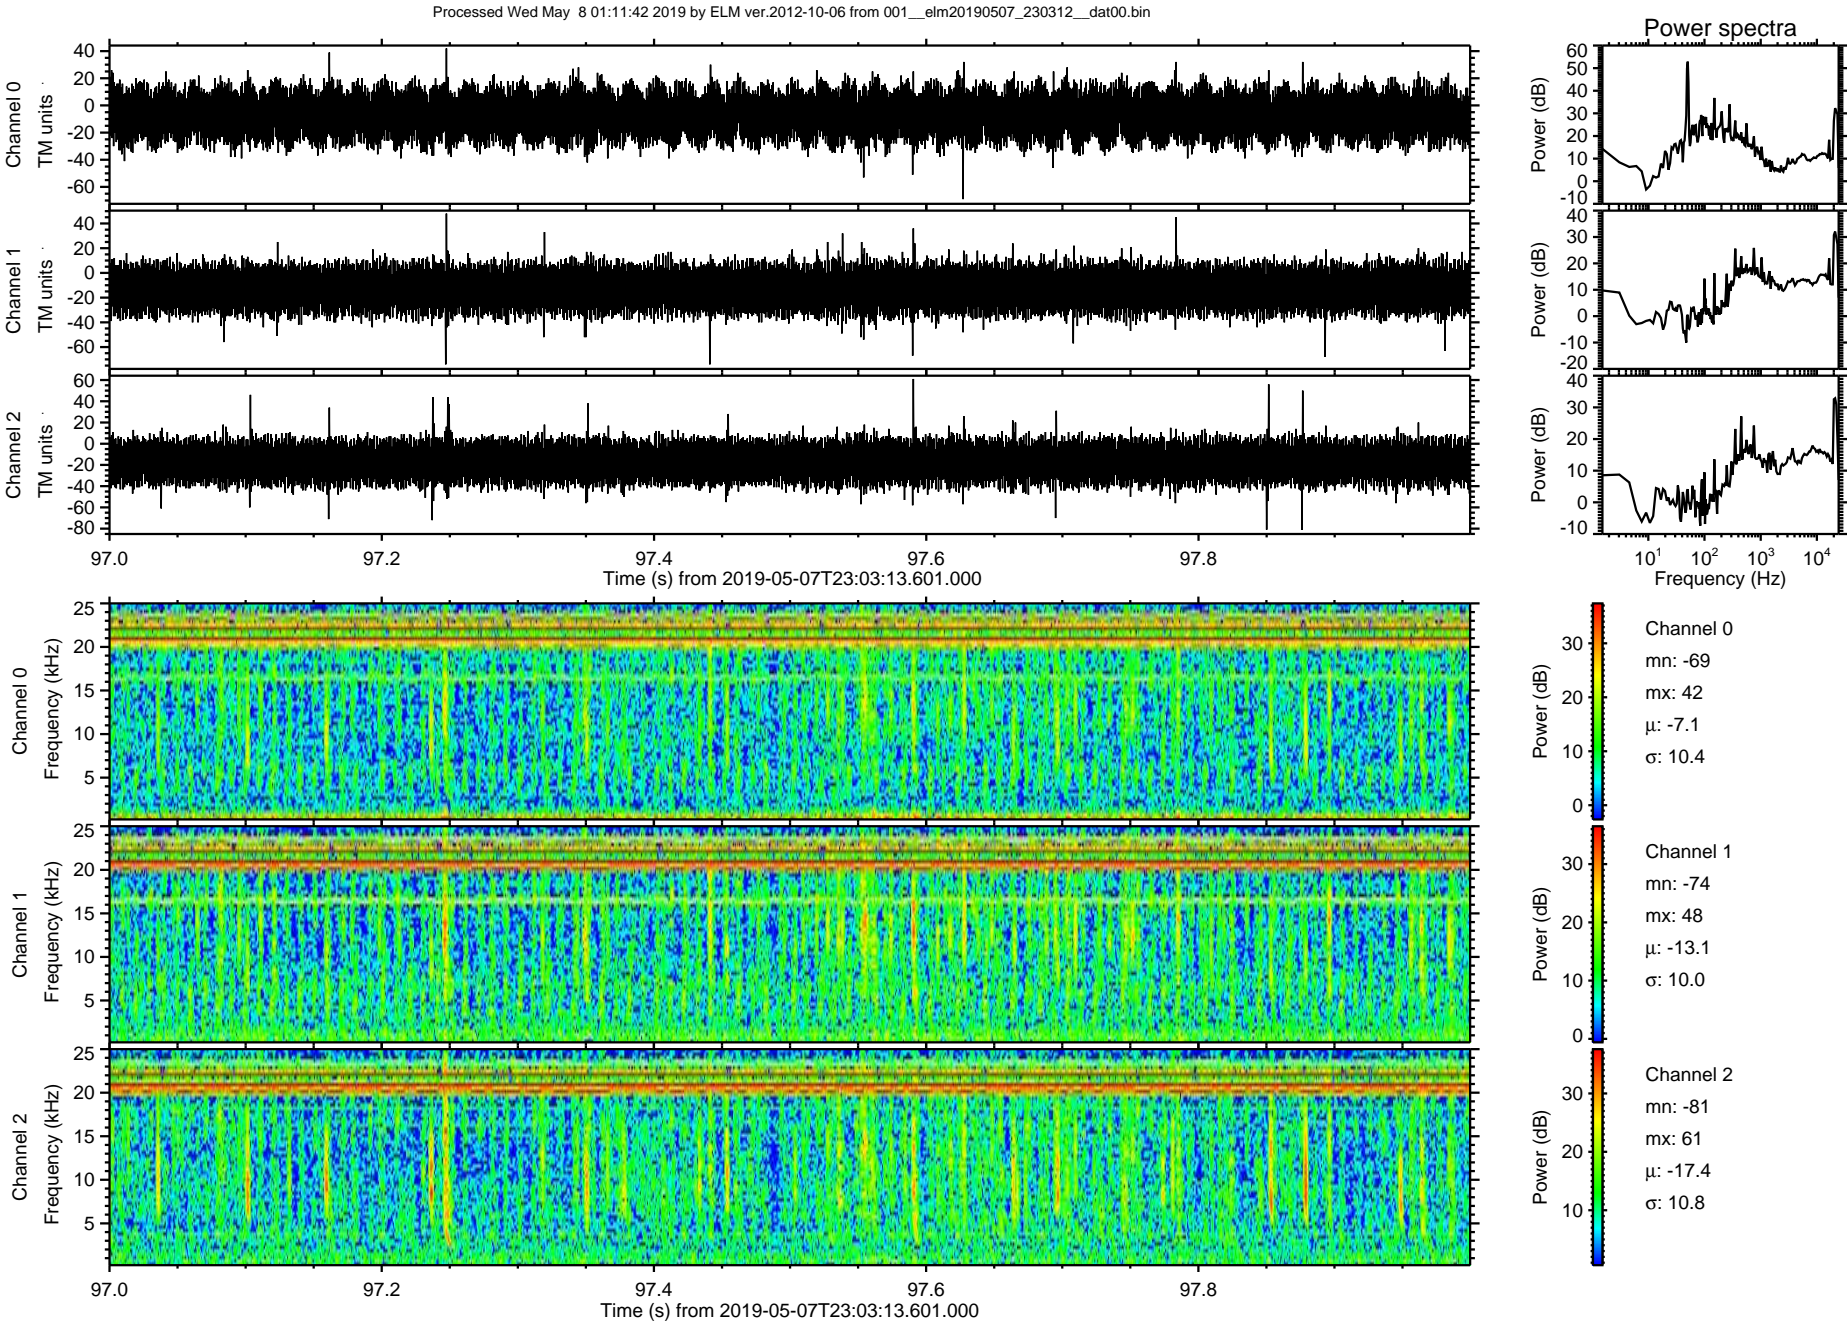 Processed Wed May  8 01:11:42 2019 by ELM ver.2012-10-06 from 001__elm20190507_230312__dat00.bin
Power spectra
Channel 0
TM units
40
20
0
-20
-40
-60
Power (dB)
60
50
40
30
20
10
0
-10
Channel 1
TM units
40
20
0
-20
-40
-60
Power (dB)
40
30
20
10
0
-10
-20
Channel 2
TM units
60
40
20
0
-20
-40
-60
-80
Power (dB)
40
30
20
10
0
-10
97.0 97.2 97.4 97.6 97.8
Time (s) from 2019-05-07T23:03:13.601.000
10^1 10^2 10^3 10^4
Frequency (Hz)
Channel 0
Frequency (kHz)
25
20
15
10
5
Power (dB)
30
20
10
0
Channel 0
mn: -69
mx: 42
μ: -7.1
σ: 10.4
Channel 1
Frequency (kHz)
25
20
15
10
5
Power (dB)
30
20
10
0
Channel 1
mn: -74
mx: 48
μ: -13.1
σ: 10.0
Channel 2
Frequency (kHz)
25
20
15
10
5
Power (dB)
30
20
10
Channel 2
mn: -81
mx: 61
μ: -17.4
σ: 10.8
97.0 97.2 97.4 97.6 97.8
Time (s) from 2019-05-07T23:03:13.601.000